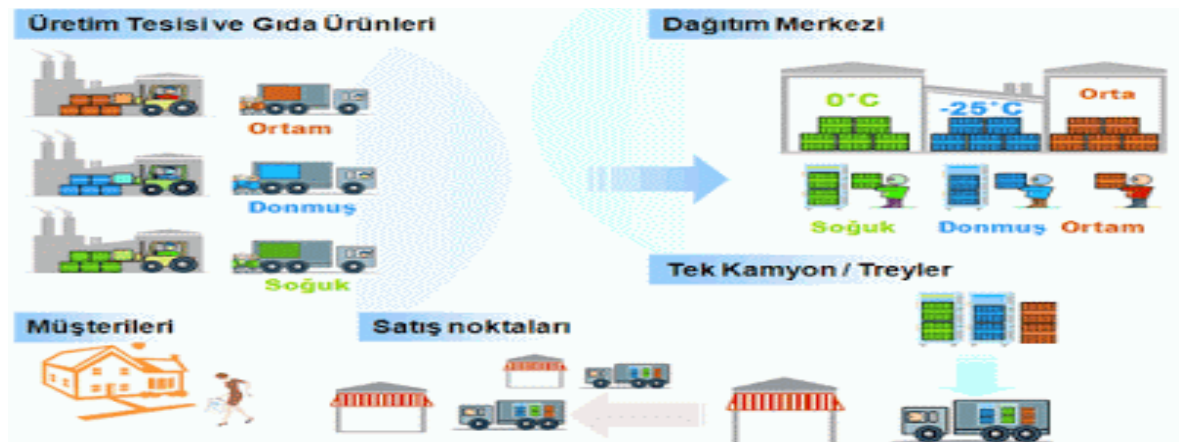 Üretim Tesisi ve Gıda Ürünleri
Dağıtım Merkezi
Ortam
Donmuş
Soğuk
0°C
-25°C
Orta
Soğuk
Donmuş
Ortam
Tek Kamyon / Treyler
Müşterileri
Satış noktaları